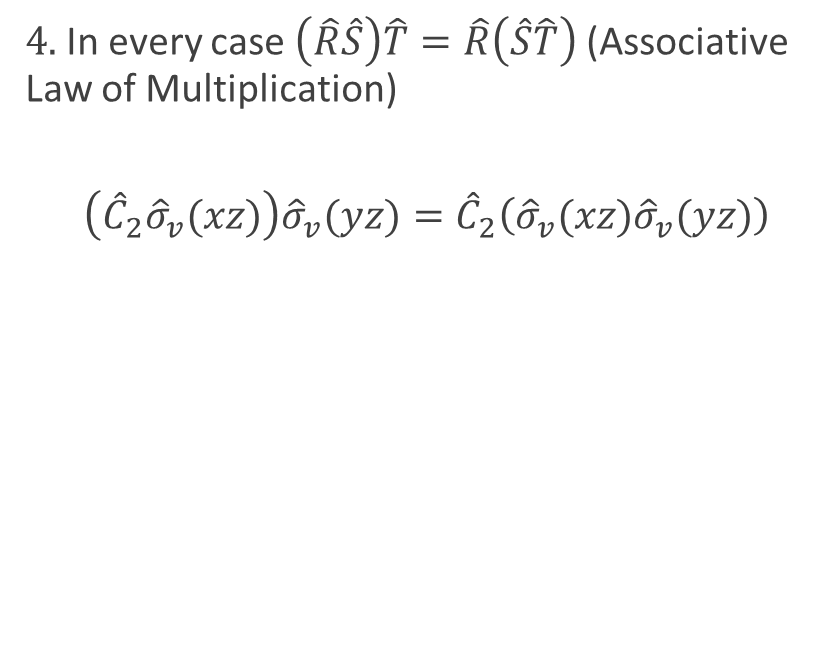 4. In every case (R̂Ŝ)T̂ = R̂(ŜT̂) (Associative
Law of Multiplication)
(Ĉ₂σ̂ᵥ(xz))σ̂ᵥ(yz) = Ĉ₂(σ̂ᵥ(xz)σ̂ᵥ(yz))